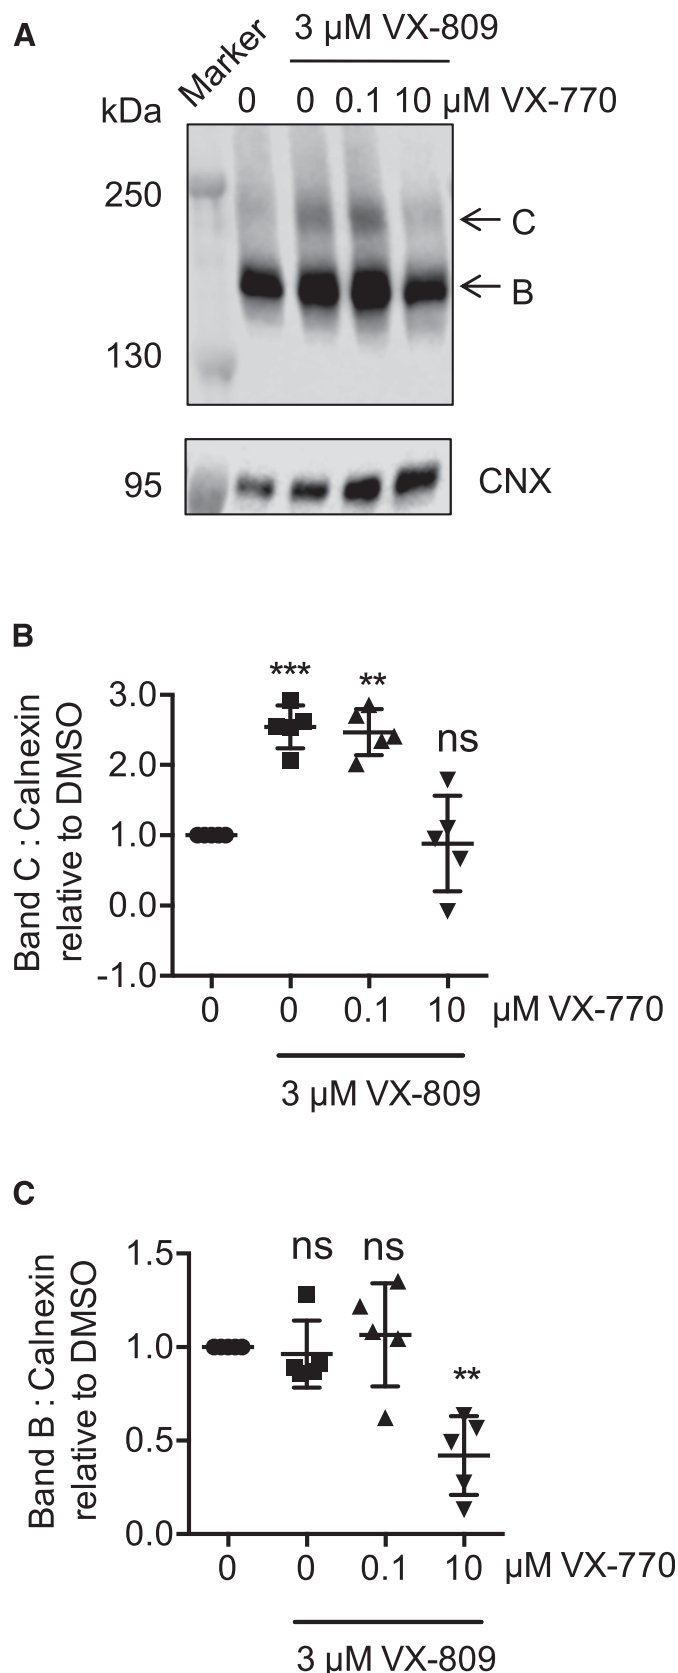 A
Marker
3 µM VX-809
kDa
0 0 0.1 10 µM VX-770
250
C
B
130
95
CNX
B
Band C : Calnexin
relative to DMSO
3.0
2.0
1.0
0.0
-1.0
***
**
ns
0 0 0.1 10 µM VX-770
3 µM VX-809
C
Band B : Calnexin
relative to DMSO
1.5
1.0
0.5
0.0
ns ns
**
0 0 0.1 10 µM VX-770
3 µM VX-809